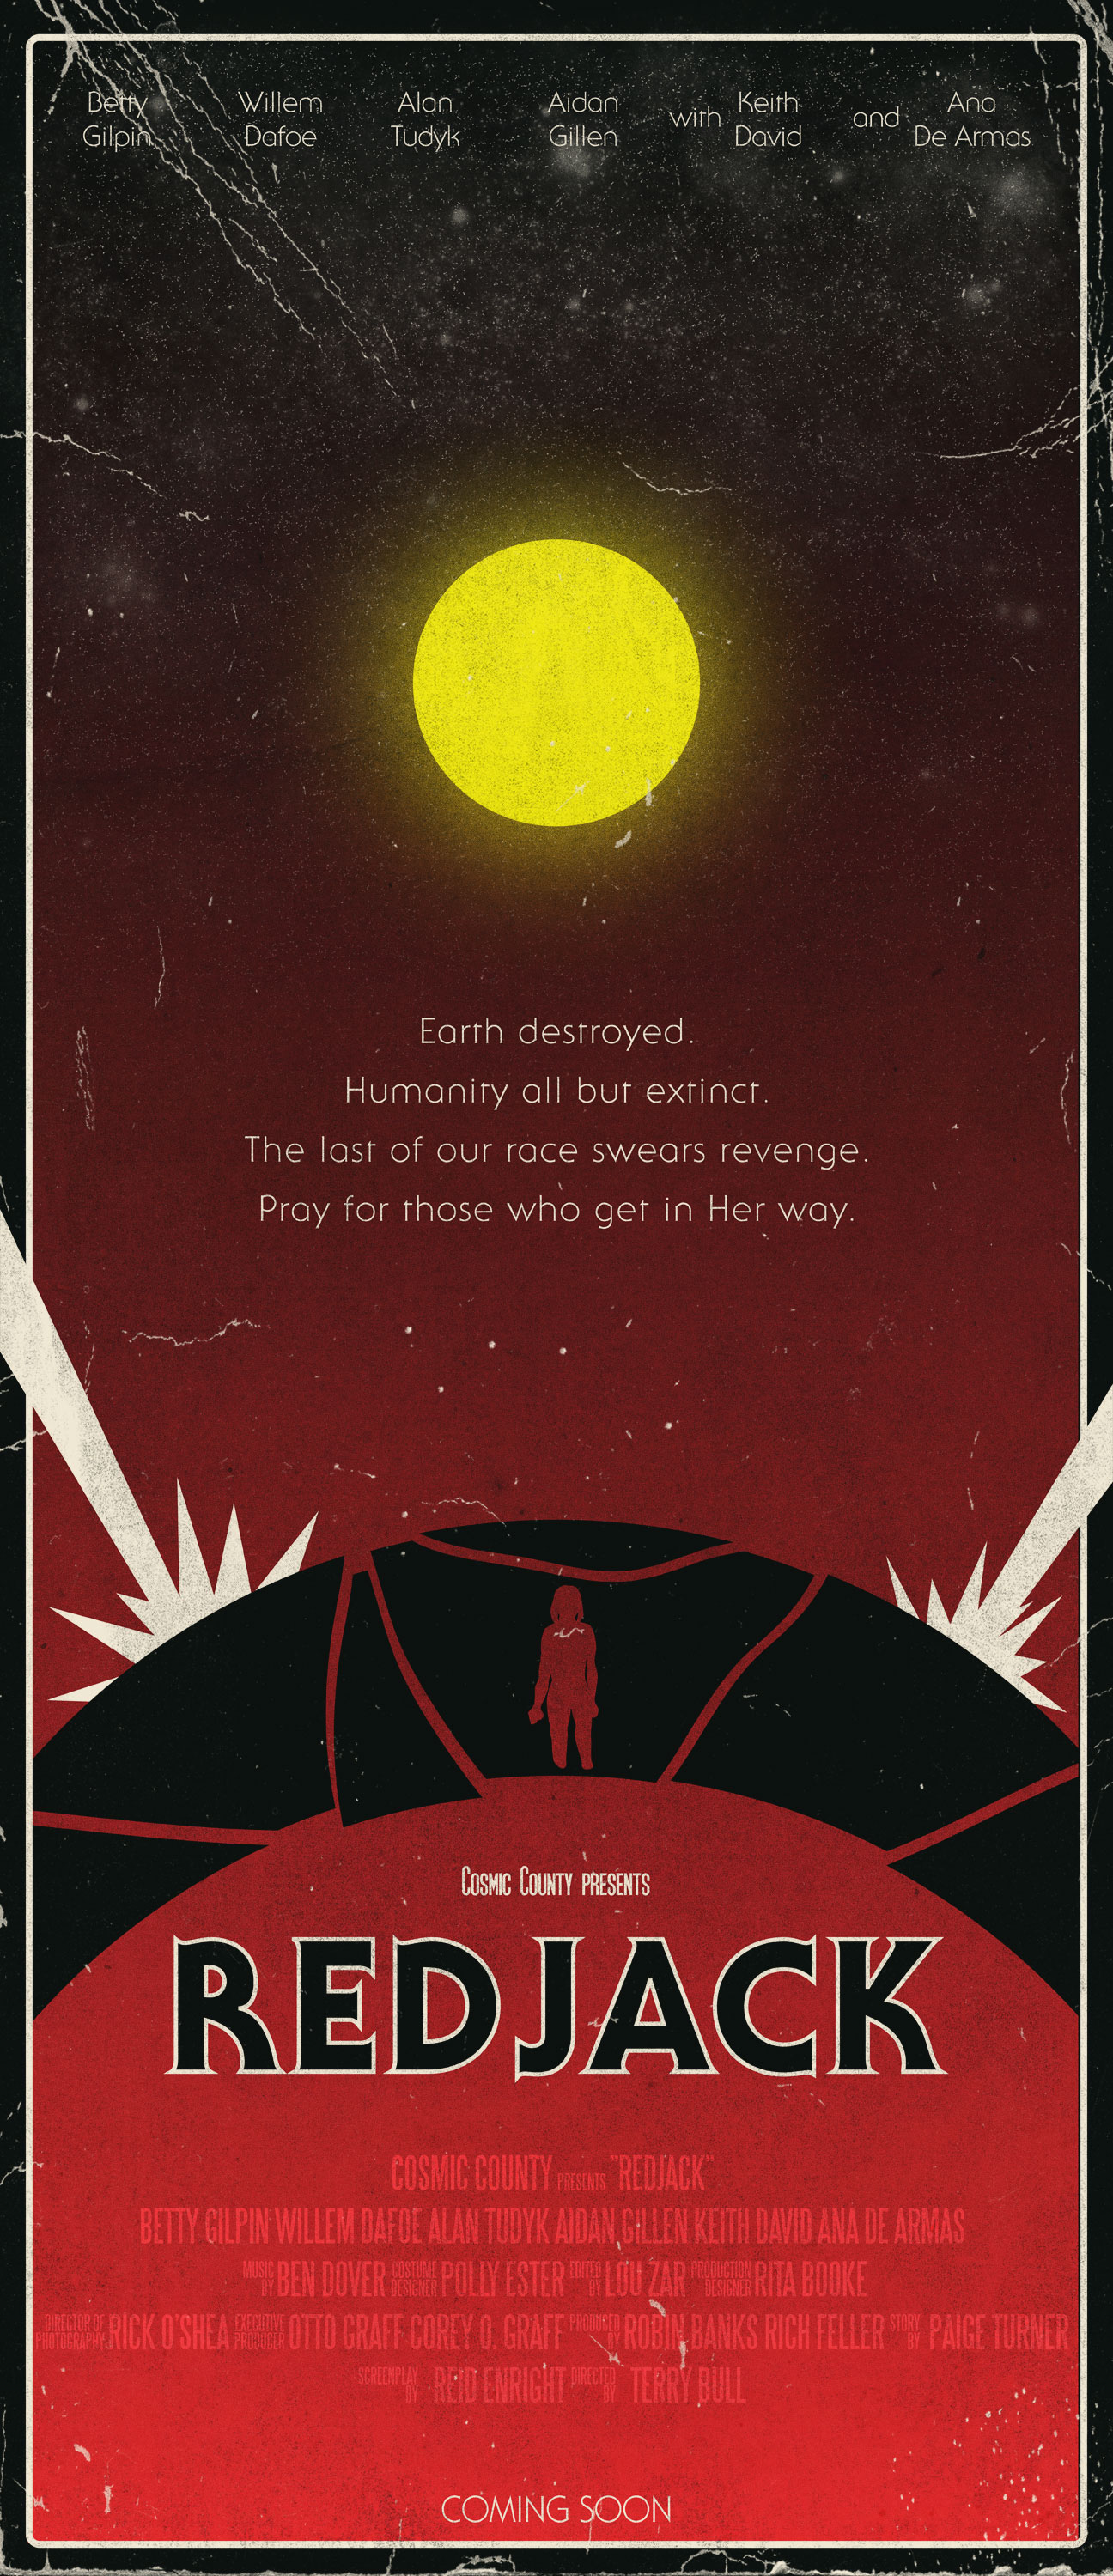 Betty Gilpin
Willem Dafoe
Alan Tudyk
Aidan Gillen
with Keith David
and Ana De Armas
Earth destroyed.
Humanity all but extinct.
The last of our race swears revenge.
Pray for those who get in Her way.
COSMIC COUNTY PRESENTS
REDJACK
COSMIC COUNTY PRESENTS "REDJACK"
BETTY GILPIN WILLEM DAFOE ALAN TUDYK AIDAN GILLEN KEITH DAVID ANA DE ARMAS
MUSIC BY BEN DOVER COSTUME DESIGNER POLLY ESTER EDITED BY LOU ZAR PRODUCTION DESIGNER RITA BOOKE
DIRECTOR OF PHOTOGRAPHY RICK O'SHEA EXECUTIVE PRODUCER OTTO GRAFF COREY O. GRAFF PRODUCED BY ROBIN BANKS RICH FELLER STORY BY PAIGE TURNER
SCREENPLAY BY REID ENRIGHT DIRECTED BY TERRY BULL
COMING SOON